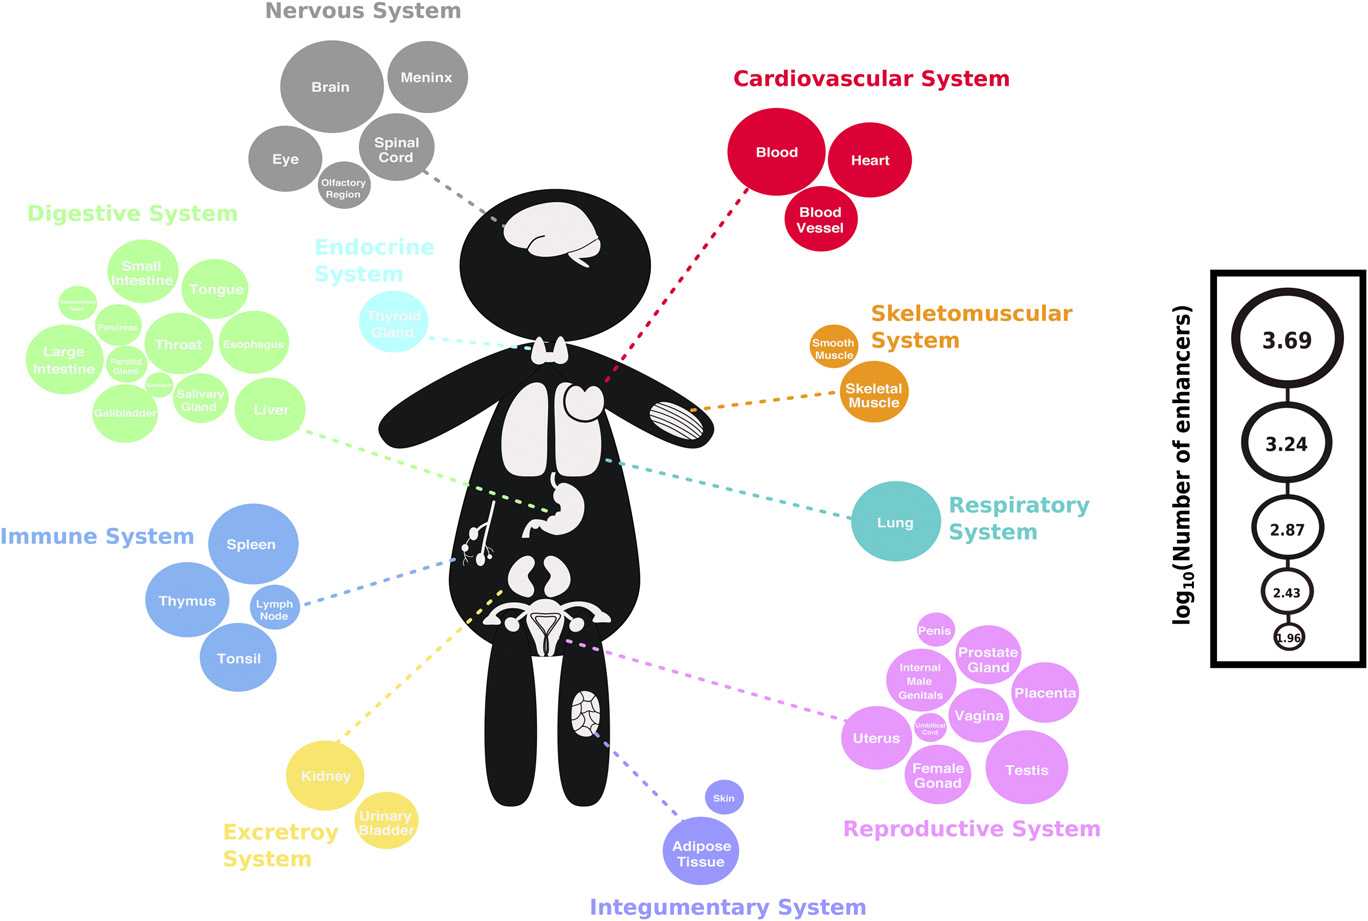 Nervous System
Brain
Meninx
Eye
Spinal
Cord
Olfactory
Region
Cardiovascular System
Blood
Heart
Blood
Vessel
Digestive System
Small
Intestine
Tongue
Pancreas
Throat
Esophagus
Large
Intestine
Parotid
Gland
Stomach
Salivary
Gland
Gallbladder
Liver
Endocrine
System
Thyroid
Gland
Skeletomuscular
System
Smooth
Muscle
Skeletal
Muscle
Immune System
Spleen
Thymus
Lymph
Node
Tonsil
Respiratory
System
Lung
Excretroy
System
Kidney
Urinary
Bladder
Penis
Prostate
Gland
Internal
Male
Genitals
Placenta
Vagina
Umbilical
Cord
Uterus
Female
Gonad
Testis
Reproductive System
Skin
Adipose
Tissue
Integumentary System
log10(Number of enhancers)
3.69
3.24
2.87
2.43
1.96